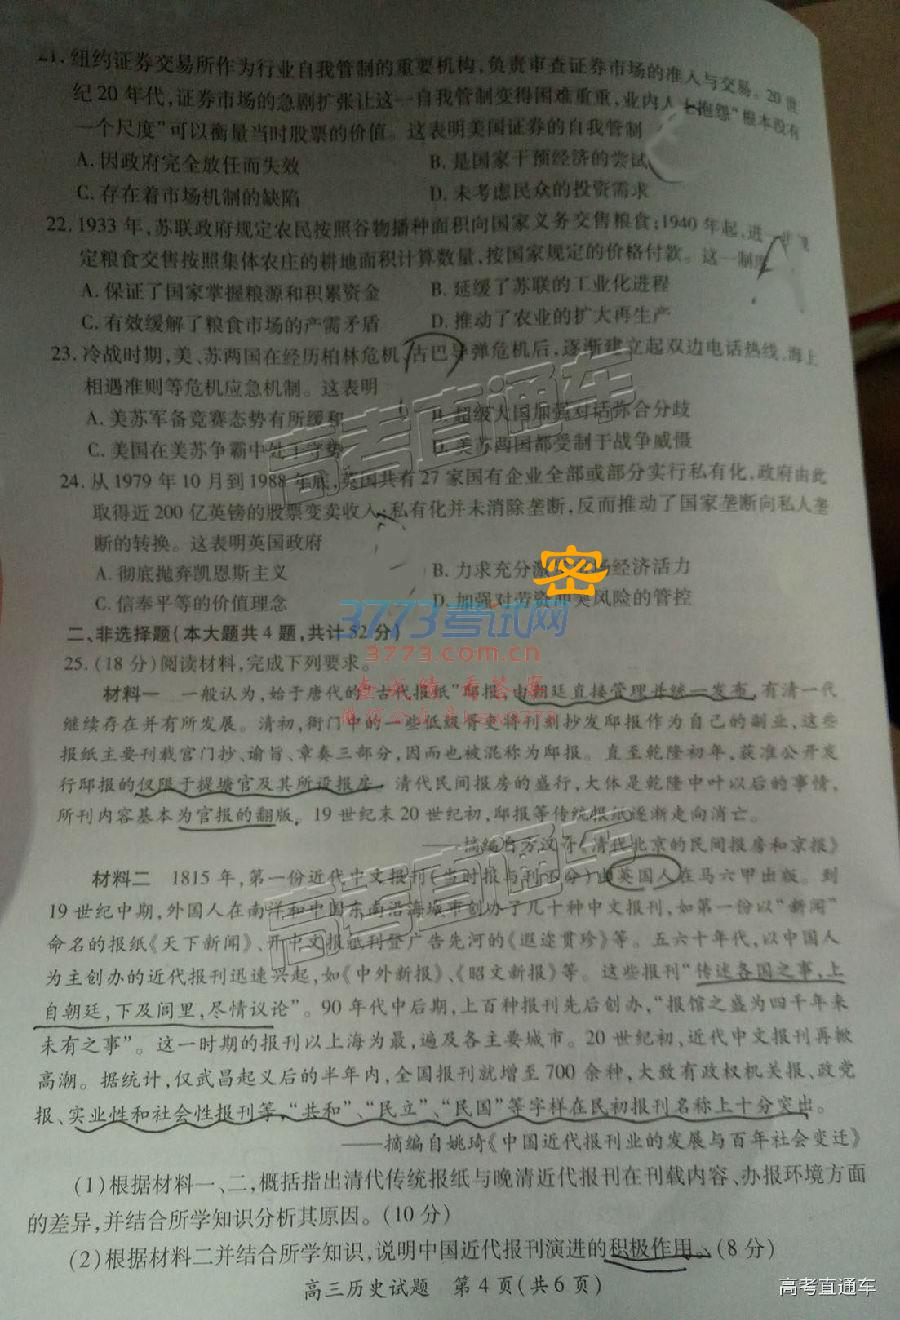 21. 纽约证券交易所作为行业自我管制的重要机构,负责审查证券市场的准入与交易。20世
纪20年代,证券市场的急剧扩张让这一自我管制变得困难重重,业内人士抱怨“根本没有
一个尺度”可以衡量当时股票的价值。这表明美国证券的自我管制
A. 因政府完全放任而失效 B. 是国家干预经济的尝试
C. 存在着市场机制的缺陷 D. 未考虑民众的投资需求
22. 1933年,苏联政府规定农民按照谷物播种面积向国家义务交售粮食;1940年起,进一步规
定粮食交售按照集体农庄的耕地面积计算数量,按国家规定的价格付款。这一制度
A. 保证了国家掌握粮源和积累资金 B. 延缓了苏联的工业化进程
C. 有效缓解了粮食市场的产需矛盾 D. 推动了农业的扩大再生产
23. 冷战时期,美、苏两国在经历柏林危机、古巴导弹危机后,逐渐建立起双边电话热线、海上
相遇准则等危机应急机制。这表明
A. 美苏军备竞赛态势有所缓和 B. 超级大国加强对话弥合分歧
C. 美国在美苏争霸中处于守势 D. 美苏两国都受制于战争威慑
24. 从1979年10月到1988年底,英国共有27家国有企业全部或部分实行私有化,政府由此
取得近200亿英镑的股票变卖收入,私有化并未消除垄断,反而推动了国家垄断向私人垄
断的转换。这表明英国政府
A. 彻底抛弃凯恩斯主义 B. 力求充分激 场经济活力
C. 信奉平等的价值理念 D. 加强对劳资冲突风险的管控
密
3773考试网
3773.com.cn
二、非选择题(本大题共4题,共计52分)
25. (18分)阅读材料,完成下列要求。
查成绩 看答案
材料一 一般认为,始于唐代的“古代报纸”邸报,由朝廷直接管理并统一发布,有清一代
继续存在并有所发展。清初,衙门中的一些低级胥吏将刊刻抄发邸报作为自己的副业,这些
报纸主要刊载宫门抄、谕旨、章奏三部分,因而也被混称为邸报。直至乾隆初年,获准公开发
行邸报的仅限于提塘官及其所设报房。清代民间报房的盛行,大体是乾隆中叶以后的事情,
所刊内容基本为官报的翻版。19世纪末20世纪初,邸报等传统报纸逐渐走向消亡。
——摘编自方汉奇《清代北京的民间报房和京报》
材料二 1815年,第一份近代中文报刊(当时报与刊不分)由英国人在马六甲出版。到
19世纪中期,外国人在南洋和中国东南沿海城市创办了几十种中文报刊,如第一份以“新闻”
命名的报纸《天下新闻》、开中文报纸刊登广告先河的《遐迩贯珍》等。五六十年代,以中国人
为主创办的近代报刊迅速兴起,如《中外新报》、《昭文新报》等。这些报刊“传述各国之事,上
自朝廷,下及闾里,尽情议论”。90年代中后期,上百种报刊先后创办,“报馆之盛为四千年来
未有之事”。这一时期的报刊以上海为最,遍及各主要城市。20世纪初,近代中文报刊再掀
高潮。据统计,仅武昌起义后的半年内,全国报刊就增至700余种,大致有政权机关报、政党
报、实业性和社会性报刊等,“共和”、“民立”、“民国”等字样在民初报刊名称上十分突出。
——摘编自姚琦《中国近代报刊业的发展与百年社会变迁》
(1)根据材料一、二,概括指出清代传统报纸与晚清近代报刊在刊载内容、办报环境方面
的差异,并结合所学知识分析其原因。(10分)
(2)根据材料二并结合所学知识,说明中国近代报刊演进的积极作用。(8分)
高三历史试题 第4页(共6页)
高考直通车
高考直通车
高考直通车